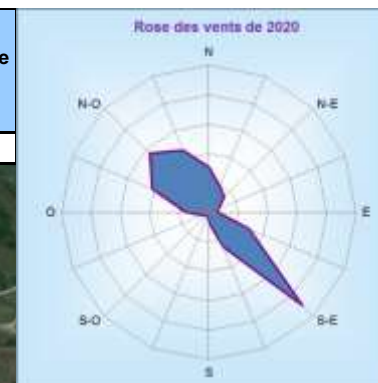 e
Rose des vents de 2020
N
N-O
N-E
O
E
S-O
S-E
S